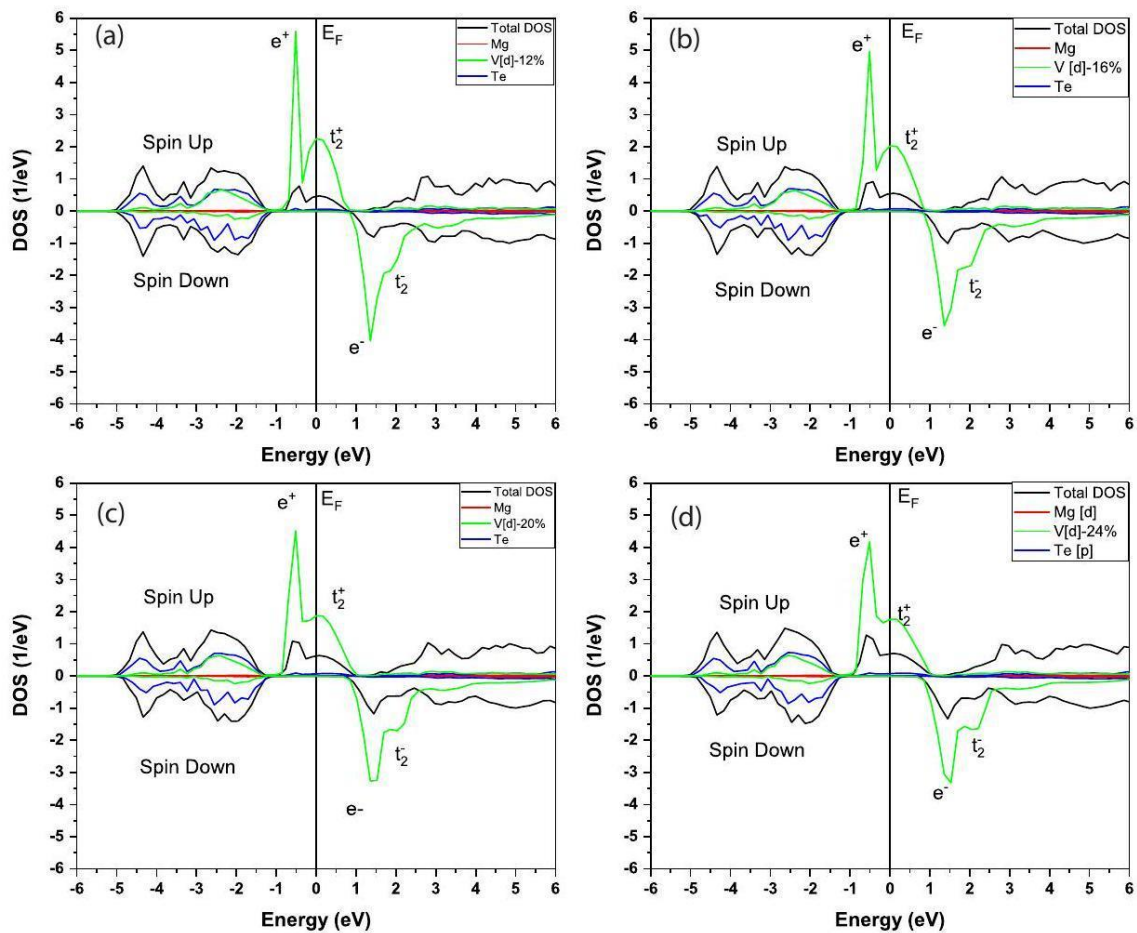 (a)
e+
EF
Total DOS
Mg
V[d]-12%
Te
t2+
Spin Up
Spin Down
t2-
e-
DOS (1/eV)
6
5
4
3
2
1
0
-1
-2
-3
-4
-5
-6
-6 -5 -4 -3 -2 -1 0 1 2 3 4 5 6
Energy (eV)
(b)
e+
EF
Total DOS
Mg
V [d]-16%
Te
t2+
Spin Up
Spin Down
t2-
e-
DOS (1/eV)
6
5
4
3
2
1
0
-1
-2
-3
-4
-5
-6
-6 -5 -4 -3 -2 -1 0 1 2 3 4 5 6
Energy (eV)
(c)
e+
EF
Total DOS
Mg
V[d]-20%
Te
t2+
Spin Up
Spin Down
t2-
e-
DOS (1/eV)
6
5
4
3
2
1
0
-1
-2
-3
-4
-5
-6
-6 -5 -4 -3 -2 -1 0 1 2 3 4 5 6
Energy (eV)
(d)
e+
EF
Total DOS
Mg [d]
V[d]-24%
Te [p]
t2+
Spin Up
Spin Down
t2-
e-
DOS (1/eV)
6
5
4
3
2
1
0
-1
-2
-3
-4
-5
-6
-6 -5 -4 -3 -2 -1 0 1 2 3 4 5 6
Energy (eV)